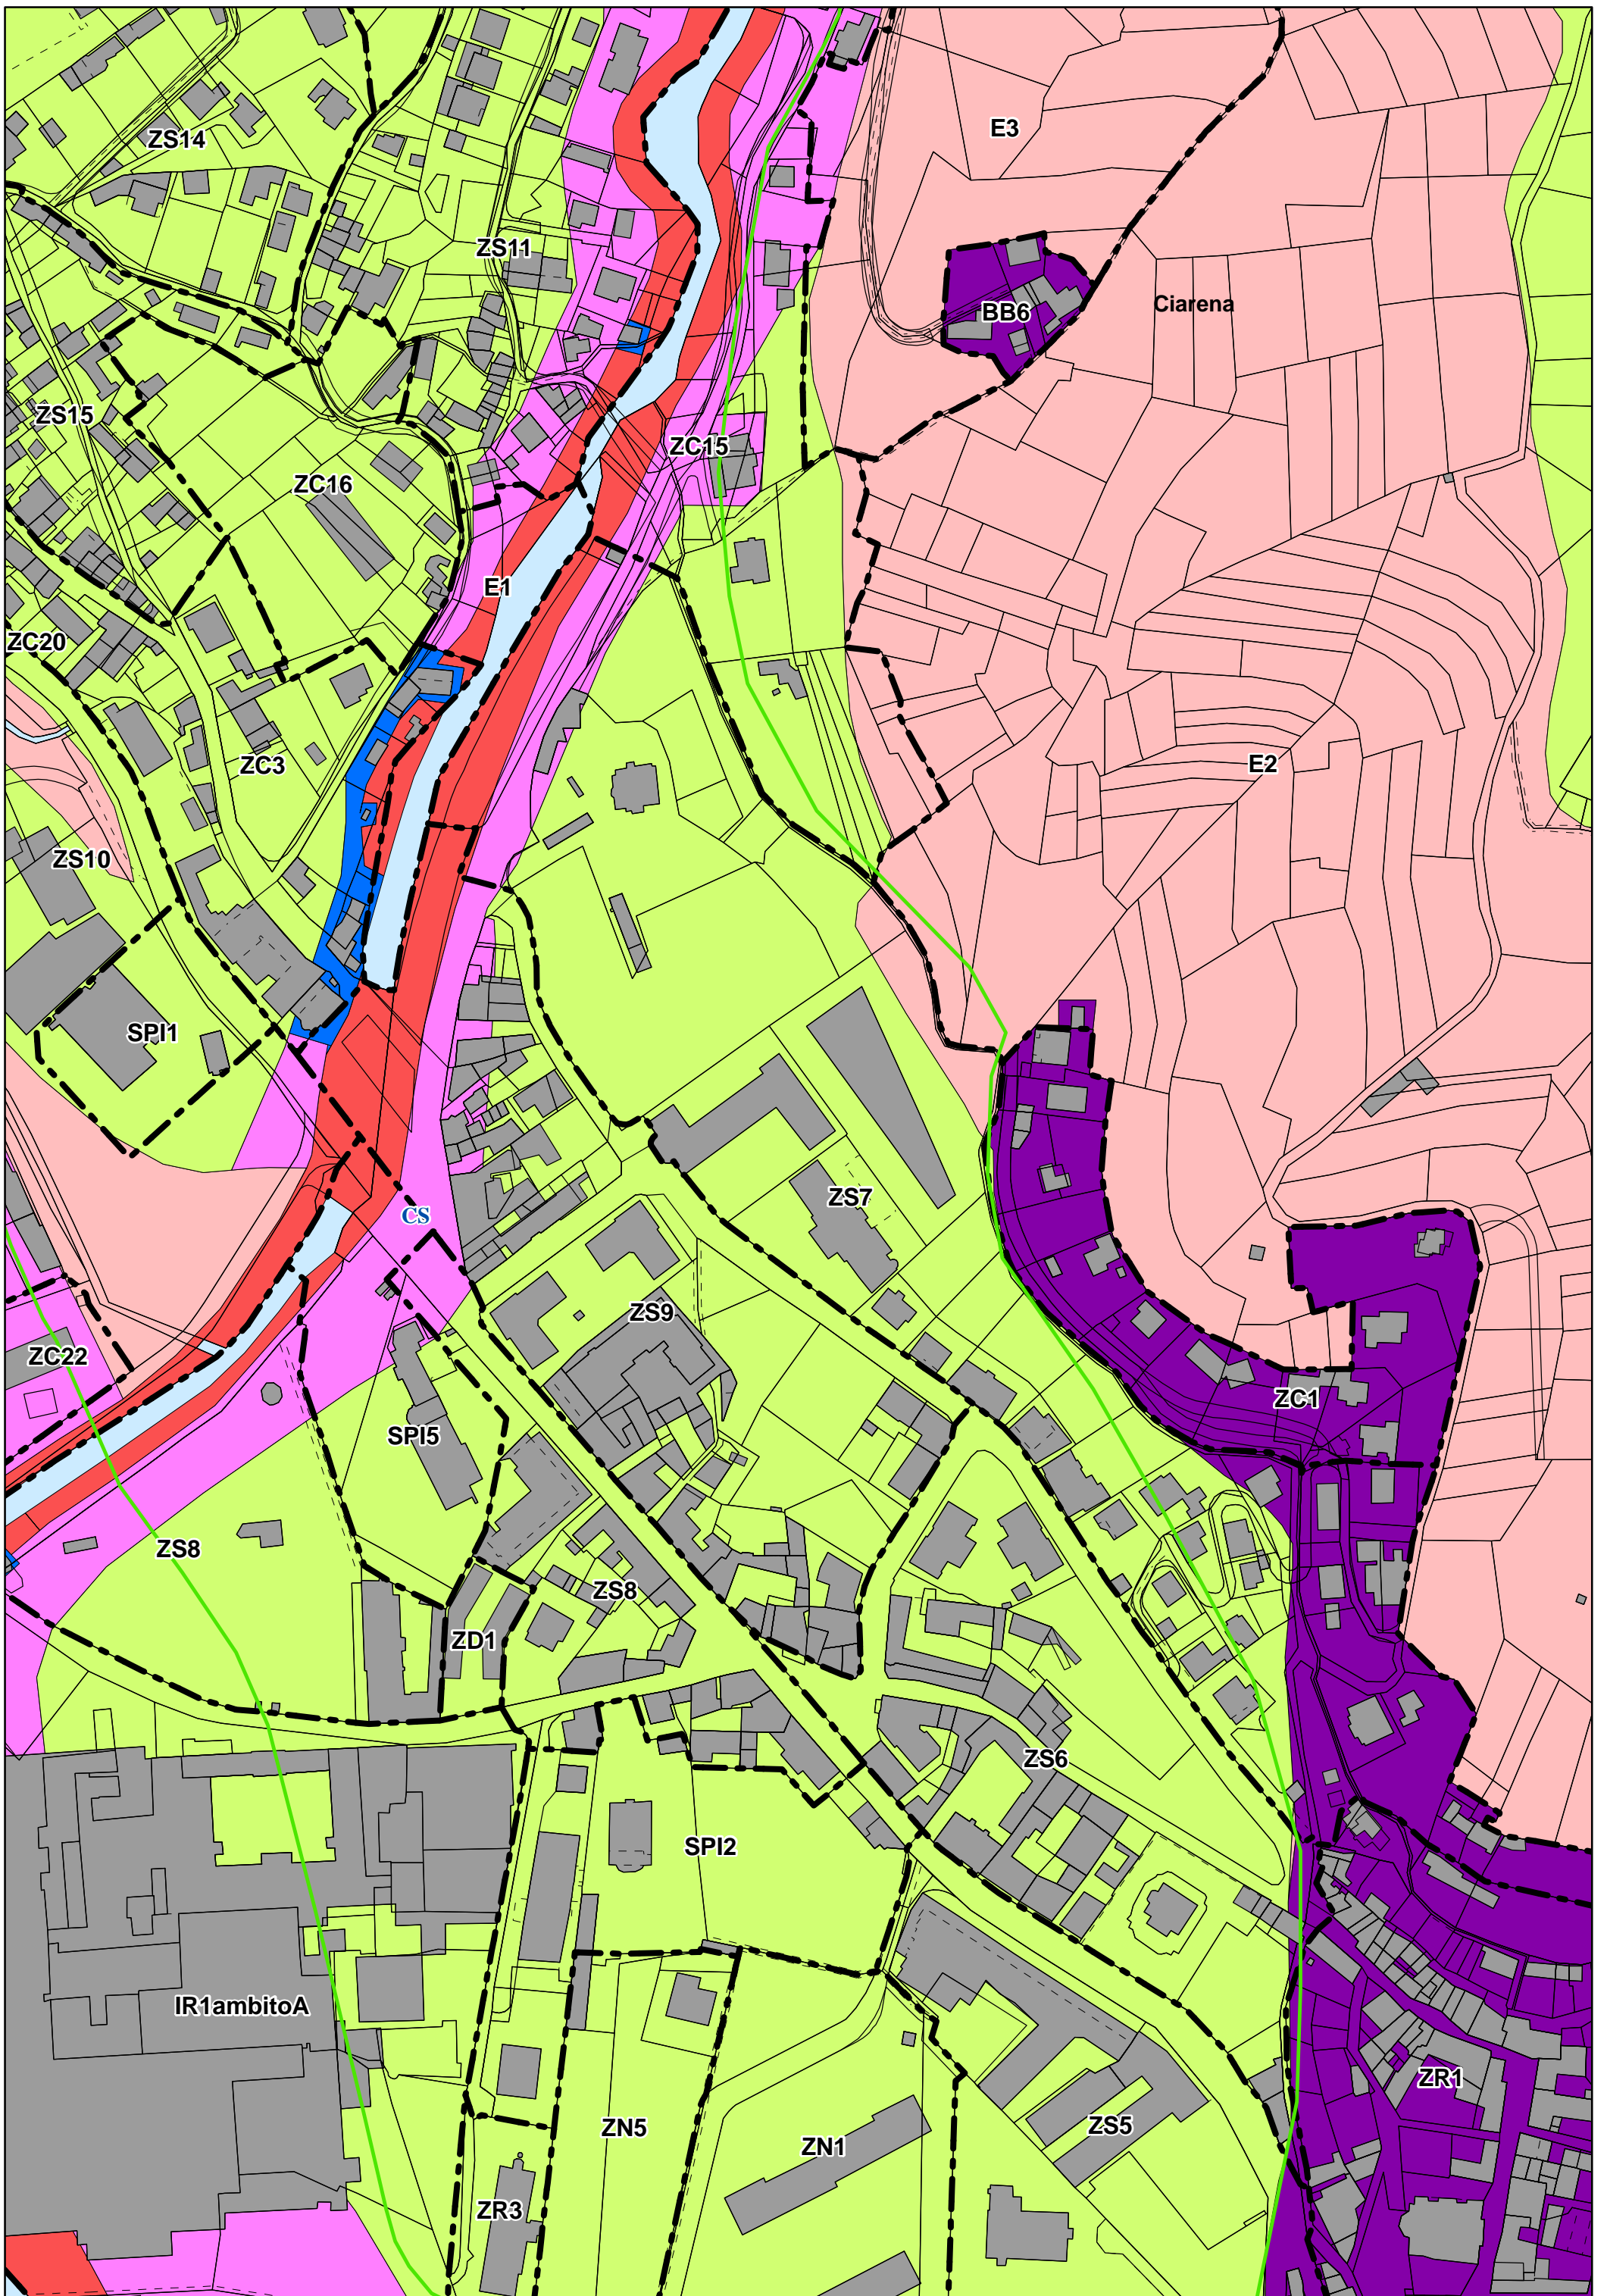 E3
ZS14
ZS11
Ciarena
BB6
ZS15
ZC15
ZC16
E1
ZC20
E2
ZC3
ZS10
SPI1
ZS7
CS
ZS9
ZC22
ZC1
SPI5
ZS8
ZS8
ZD1
ZS6
SPI2
IR1ambitoA
ZR1
ZS5
ZN5
ZN1
ZR3